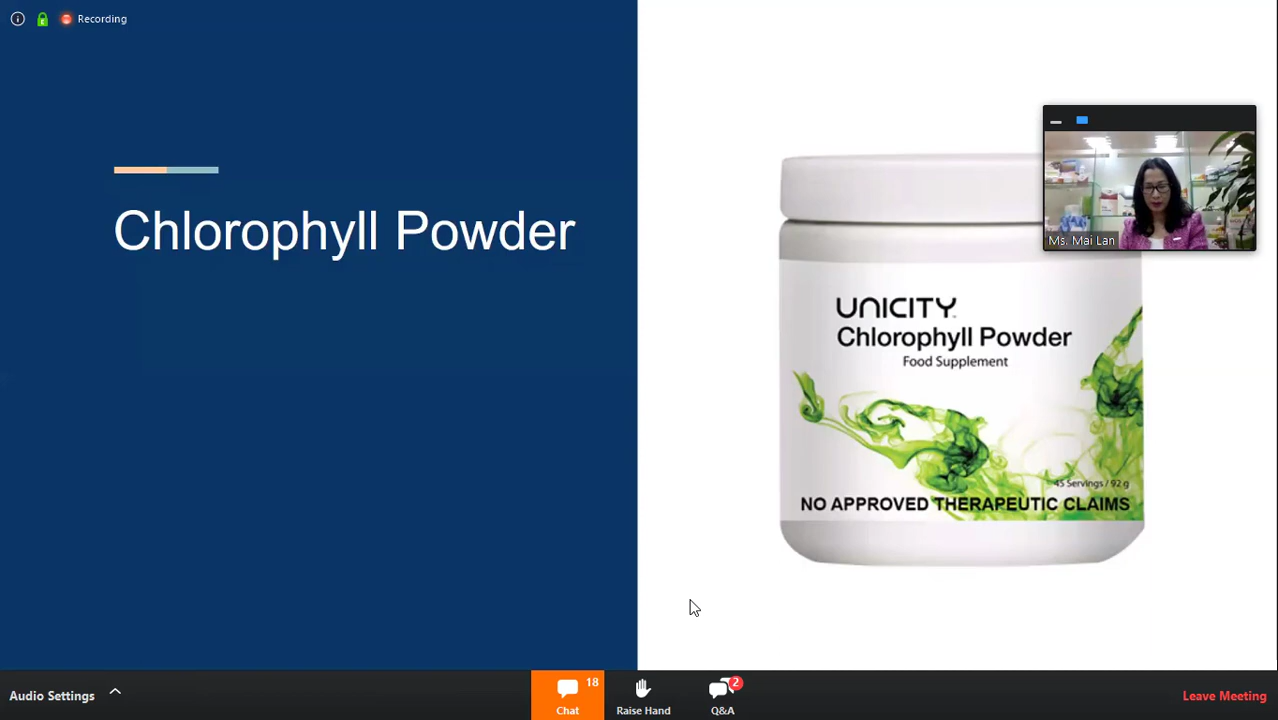 Recording
Chlorophyll Powder
Ms. Mai Lan
UNICITY
Chlorophyll Powder
Food Supplement
45 Servings / 92 g
NO APPROVED THERAPEUTIC CLAIMS
Audio Settings
18
Chat
Raise Hand
2
Q&A
Leave Meeting